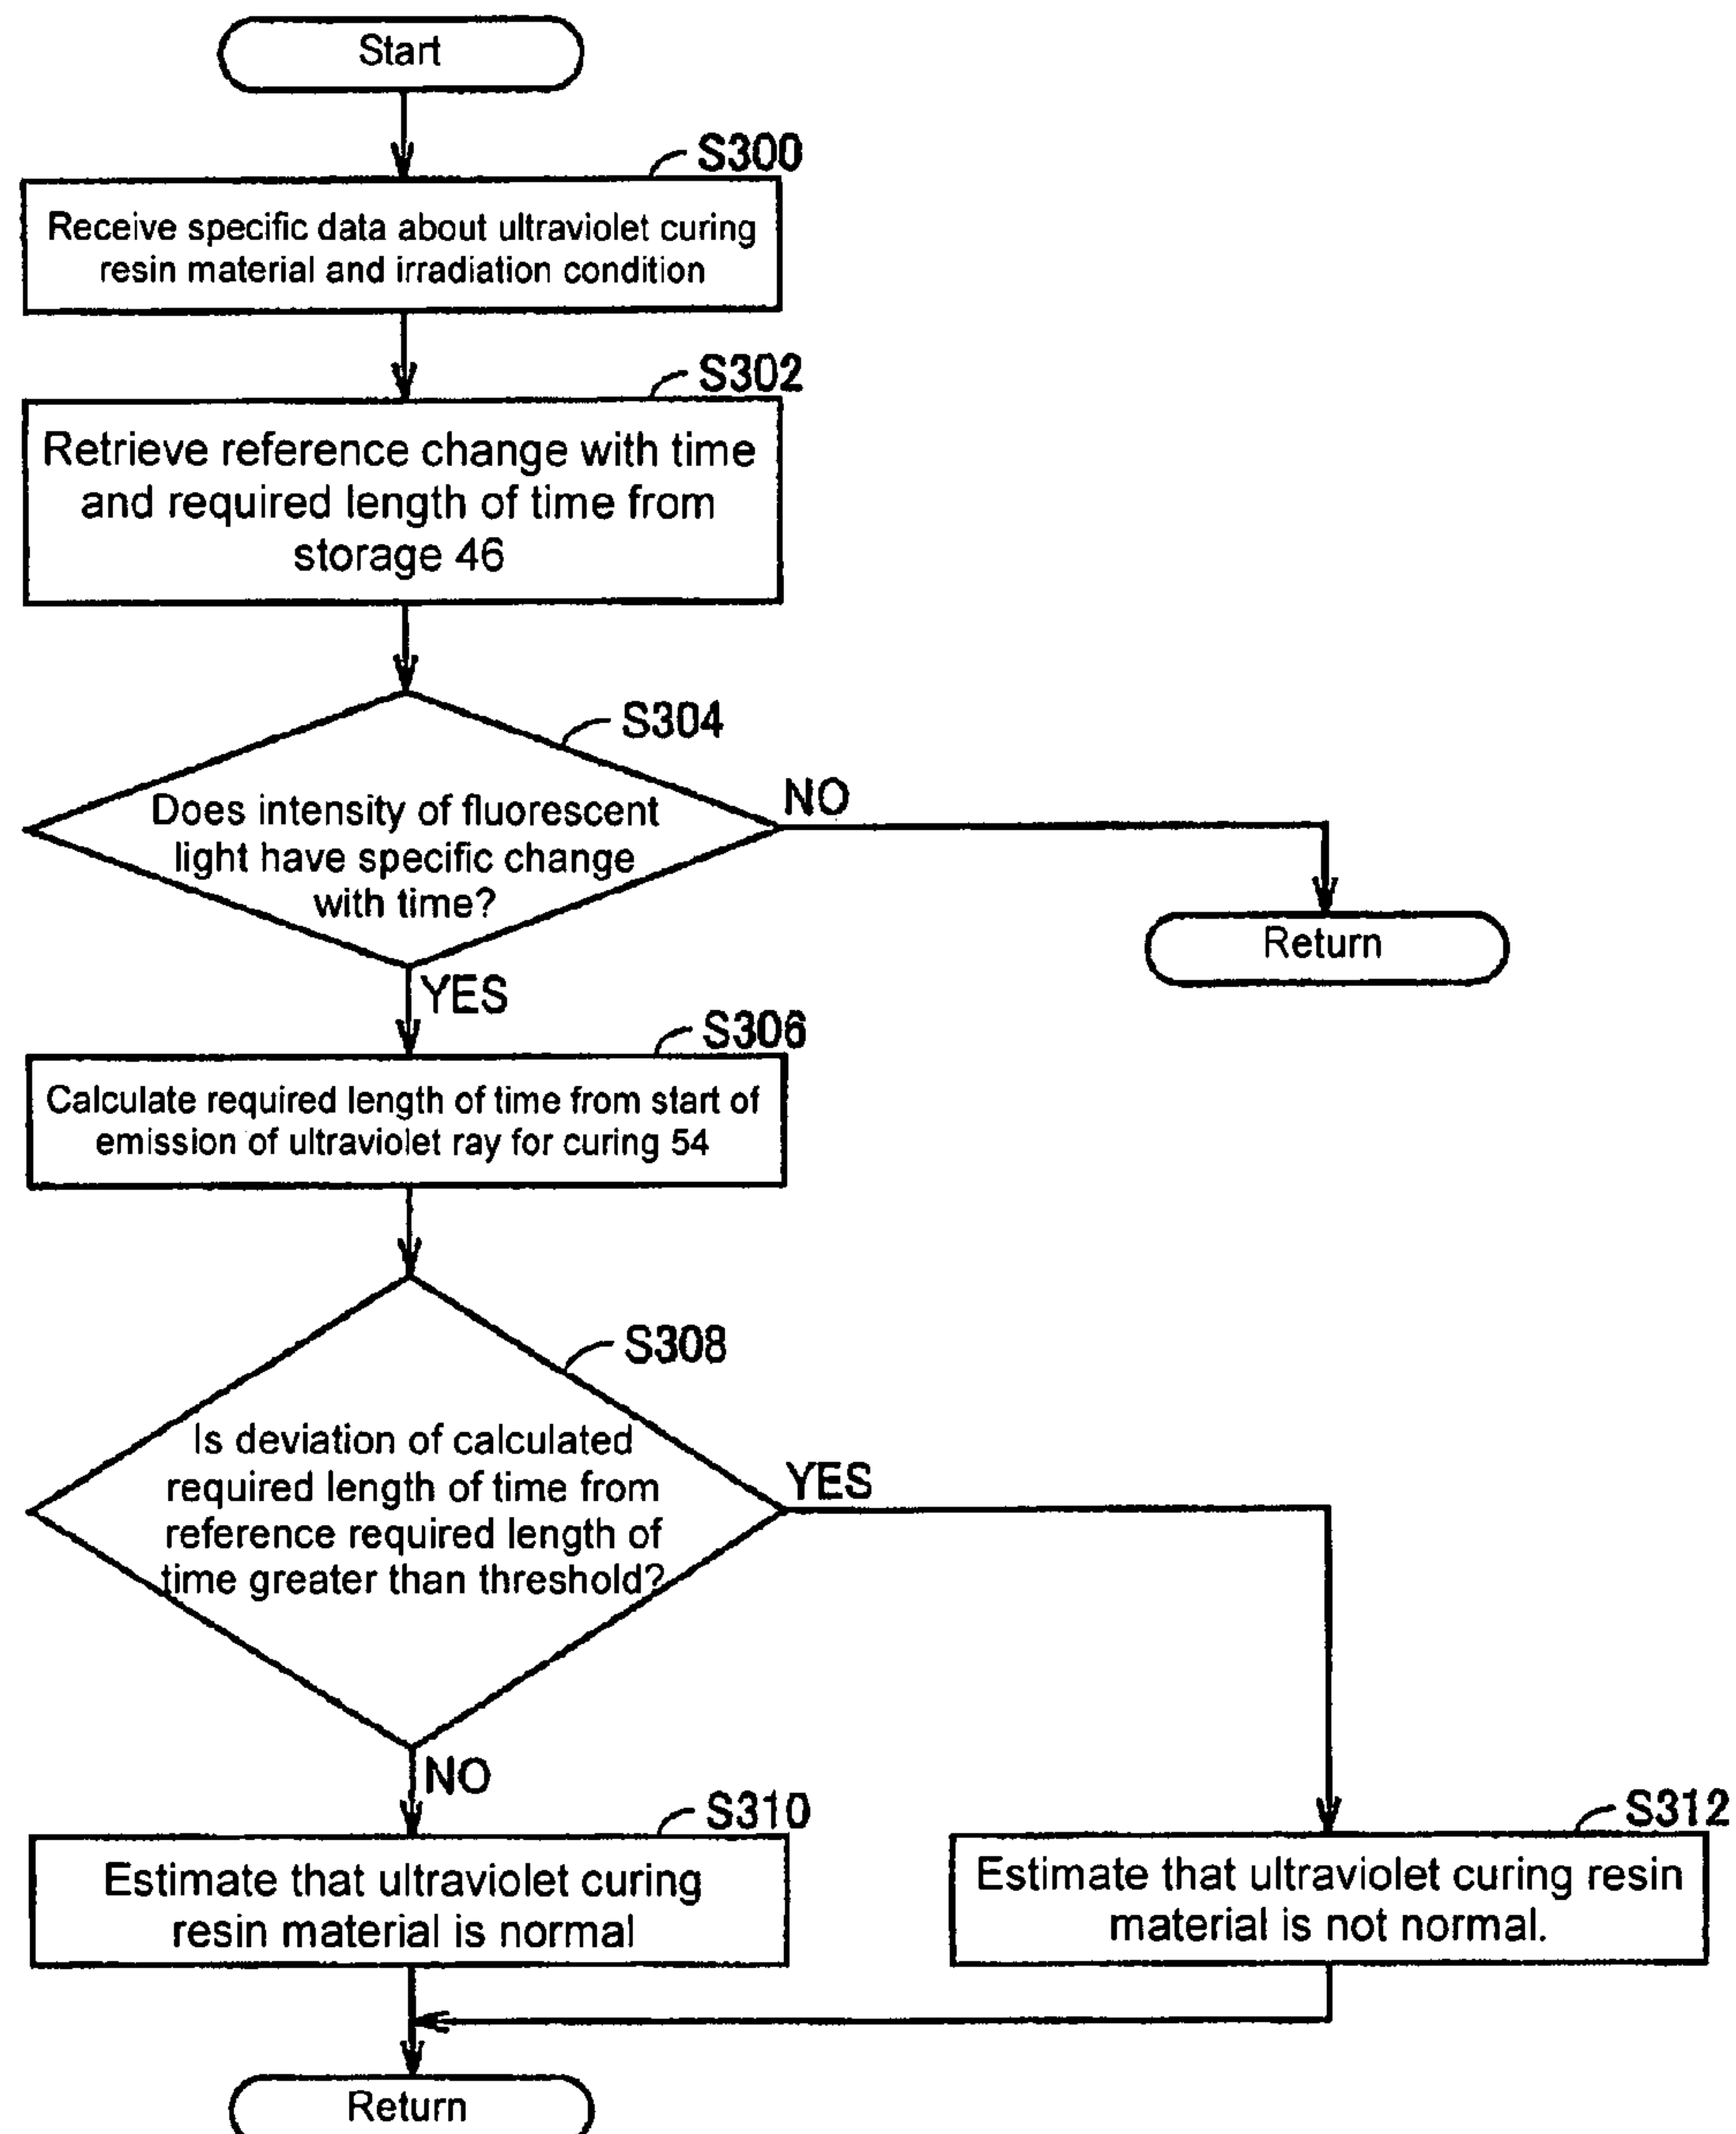 Start
S300
Receive specific data about ultraviolet curing
resin material and irradiation condition
S302
Retrieve reference change with time
and required length of time from
storage 46
S304
Does intensity of fluorescent
light have specific change
with time?
NO
Return
YES
S306
Calculate required length of time from start of
emission of ultraviolet ray for curing 54
S308
Is deviation of calculated
required length of time from
reference required length of
time greater than threshold?
YES
NO
S310
Estimate that ultraviolet curing
resin material is normal
S312
Estimate that ultraviolet curing resin
material is not normal.
Return